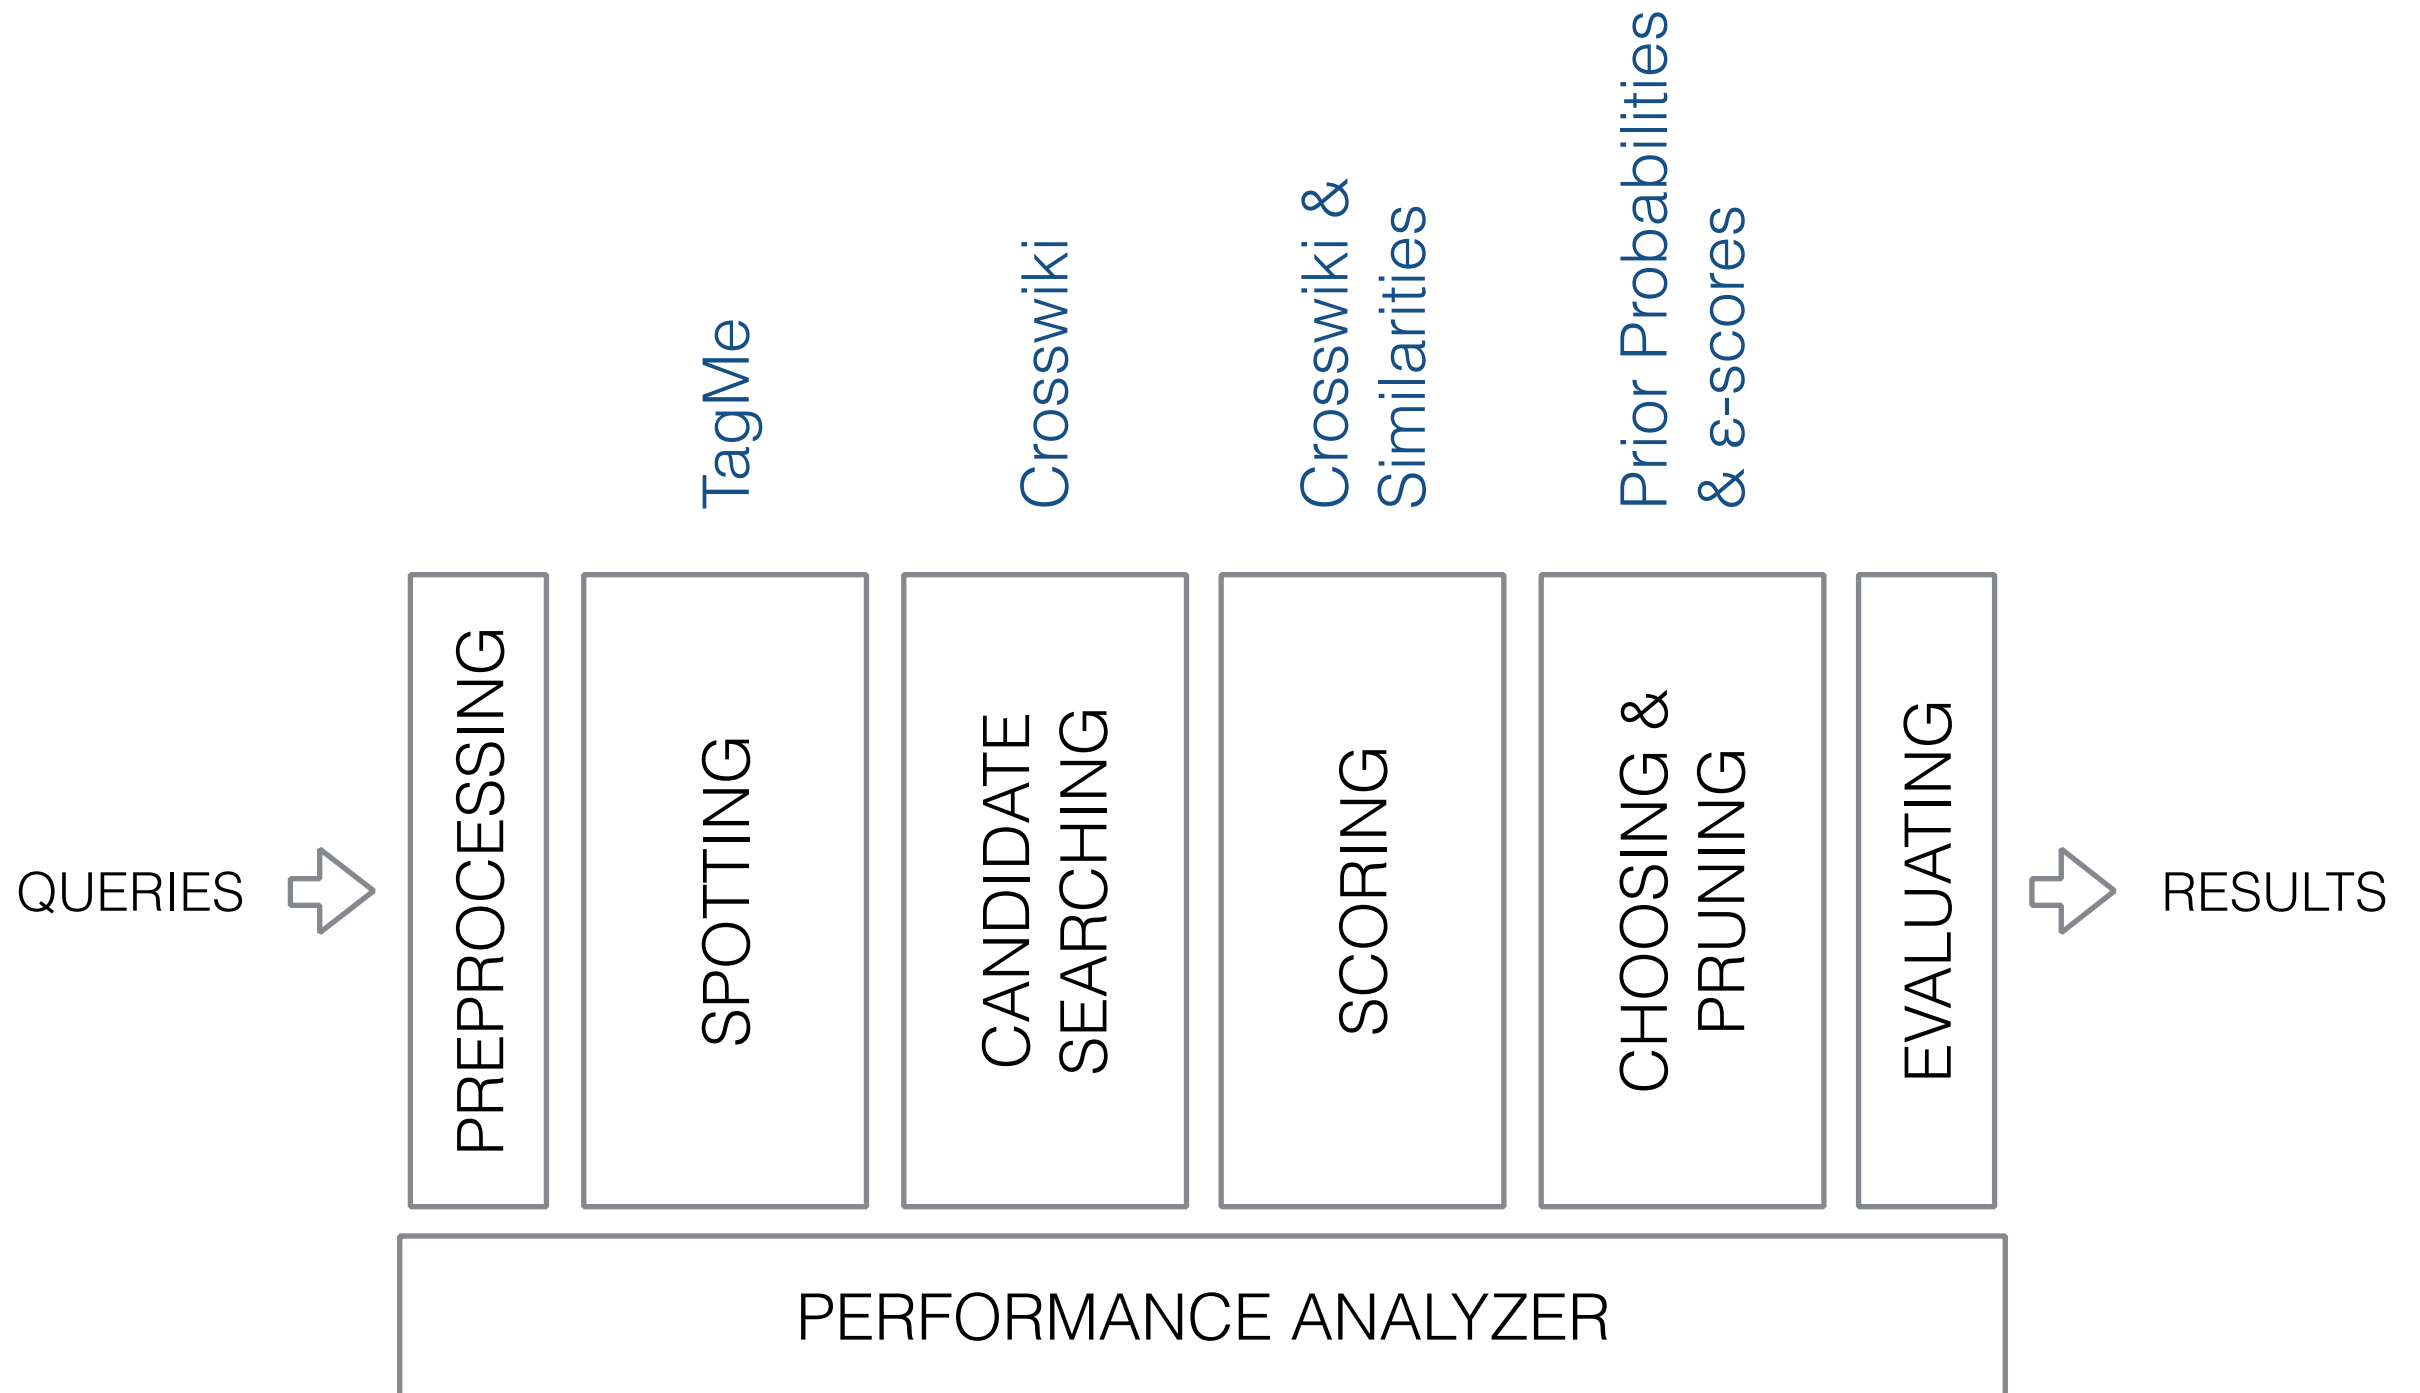 TagMe
Crosswiki
Crosswiki &
Similarities
Prior Probabilities
& ε-scores
QUERIES
PREPROCESSING
SPOTTING
CANDIDATE
SEARCHING
SCORING
CHOOSING &
PRUNING
EVALUATING
RESULTS
PERFORMANCE ANALYZER